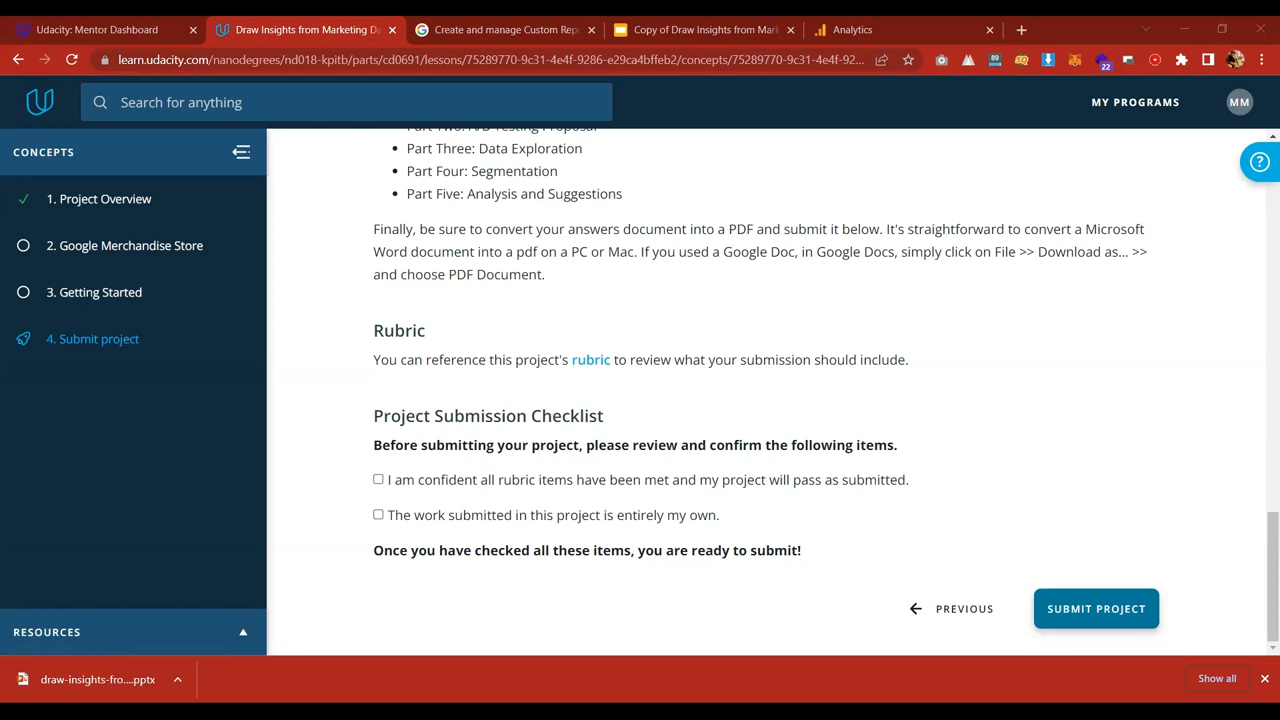 Udacity: Mentor Dashboard
Draw Insights from Marketing Da
Create and manage Custom Rep
Copy of Draw Insights from Mark
Analytics
learn.udacity.com/nanodegrees/nd018-kpitb/parts/cd0691/lessons/75289770-9c31-4e4f-9286-e29ca4bffeb2/concepts/75289770-9c31-4e4f-9286-e29ca4bffeb2...
89
22
Search for anything
MY PROGRAMS
MM
CONCEPTS
1. Project Overview
2. Google Merchandise Store
3. Getting Started
4. Submit project
RESOURCES
Part Two: A/B Testing Proposal
Part Three: Data Exploration
Part Four: Segmentation
Part Five: Analysis and Suggestions
Finally, be sure to convert your answers document into a PDF and submit it below. It's straightforward to convert a Microsoft
Word document into a pdf on a PC or Mac. If you used a Google Doc, in Google Docs, simply click on File >> Download as... >>
and choose PDF Document.
Rubric
You can reference this project's rubric to review what your submission should include.
Project Submission Checklist
Before submitting your project, please review and confirm the following items.
I am confident all rubric items have been met and my project will pass as submitted.
The work submitted in this project is entirely my own.
Once you have checked all these items, you are ready to submit!
PREVIOUS
SUBMIT PROJECT
draw-insights-fro....pptx
Show all